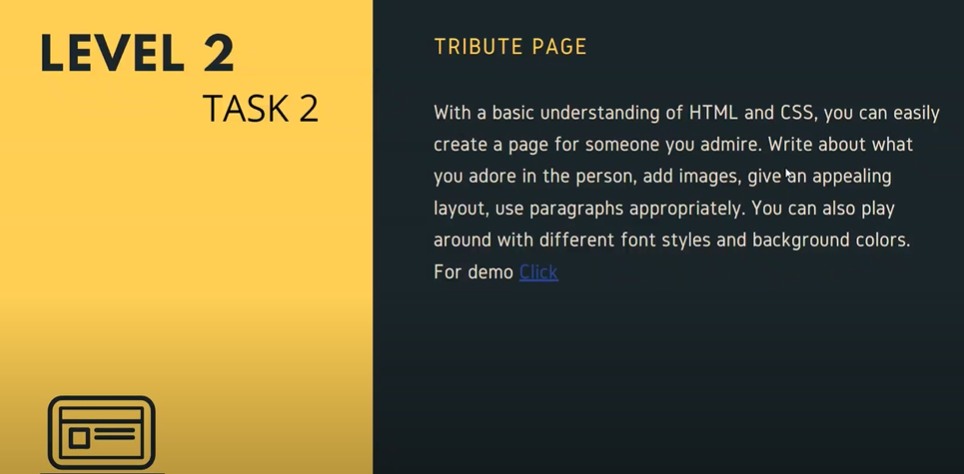 LEVEL 2
TASK 2
TRIBUTE PAGE
With a basic understanding of HTML and CSS, you can easily
create a page for someone you admire. Write about what
you adore in the person, add images, give an appealing
layout, use paragraphs appropriately. You can also play
around with different font styles and background colors.
For demo Click